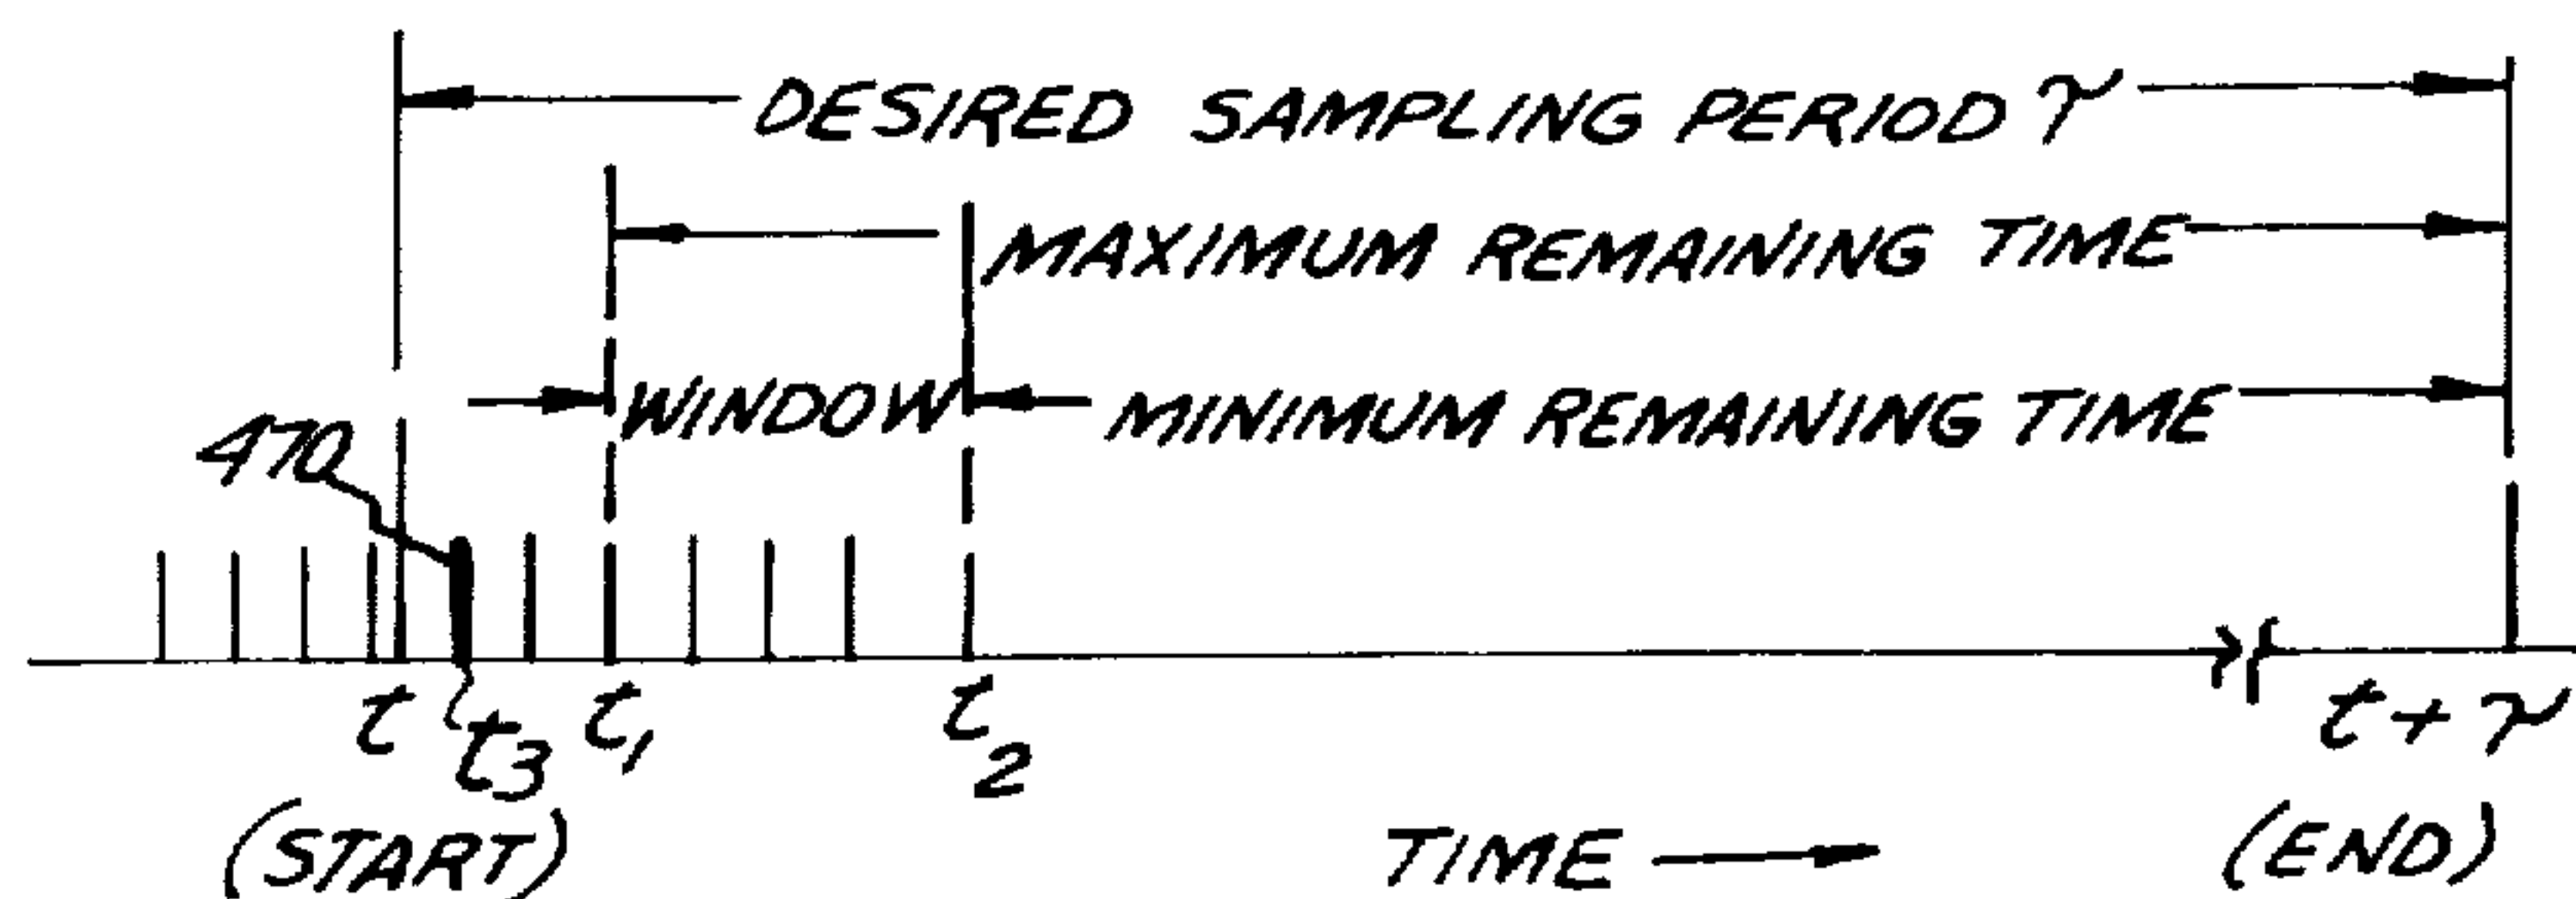 DESIRED SAMPLING PERIOD τ
MAXIMUM REMAINING TIME
WINDOW MINIMUM REMAINING TIME
470
t t3 t1 t2 t+τ
(START) TIME (END)